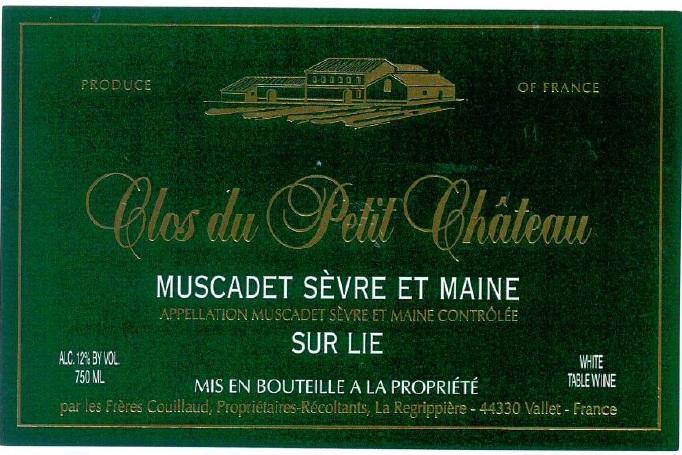 PRODUCE OF FRANCE
Clos du Petit Château
MUSCADET SÈVRE ET MAINE
APPELLATION MUSCADET SÈVRE ET MAINE CONTRÔLÉE
SUR LIE
ALC. 12% BY VOL.
750 ML
WHITE
TABLE WINE
MIS EN BOUTEILLE A LA PROPRIÉTÉ
par les Frères Couillaud, Propriétaires-Récoltants, La Regrippière - 44330 Vallet - France